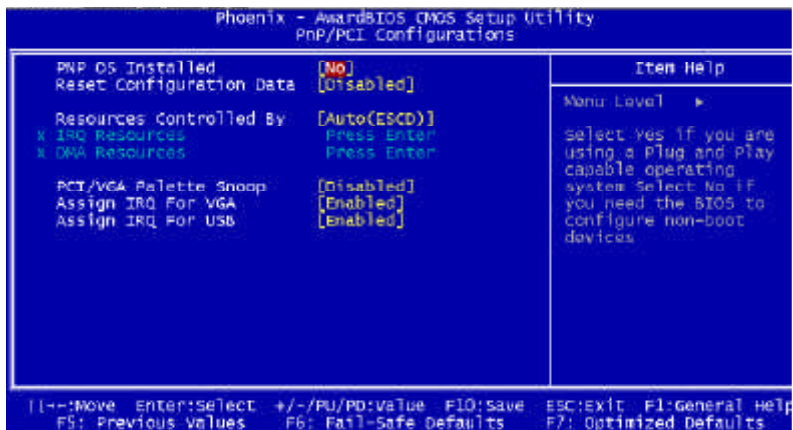 Phoenix - AwardBIOS CMOS Setup Utility
PnP/PCI Configurations
PNP OS Installed [No]
Reset Configuration Data [Disabled]
Resources Controlled By [Auto(ESCD)]
x IRQ Resources Press Enter
x DMA Resources Press Enter
PCI/VGA Palette Snoop [Disabled]
Assign IRQ For VGA [Enabled]
Assign IRQ For USB [Enabled]
Item Help
Menu Level ►
Select Yes if you are
using a Plug and Play
capable operating
system Select No if
you need the BIOS to
configure non-boot
devices
:Move Enter:Select +/-/PU/PD:Value F10:Save ESC:Exit F1:General Help
F5: Previous Values F6: Fail-Safe Defaults F7: Optimized Defaults